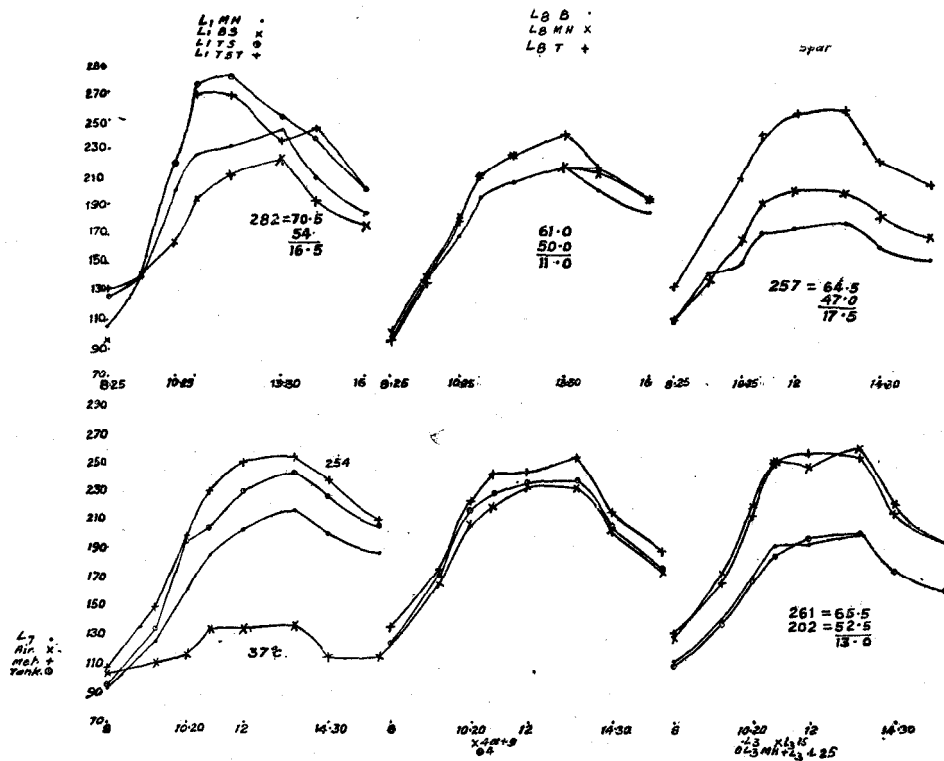 L1 MH ·
L1 BS x
L1 TS ⊙
L1 TST +
L8 B ·
L8 MH x
L8 T +
Spar
280
270
250
230
210
190
170
150
130
110
90
70
282 = 70·5
54·
16·5
61·0
50·0
11·0
257 = 64·5
47·0
17·5
8·25 10·25 13·30 16
8·25 10·25 13·30 16
8·25 10·25 12 14·30
290
270
250
230
210
190
170
150
130
110
90
70
L7 ·
Air x
Met. +
Tank ⊙
254
261 = 65·5
202 = 52·5
13·0
8 10·20 12 14·30
8 10·20 12 14·30
8 10·20 12 14·30